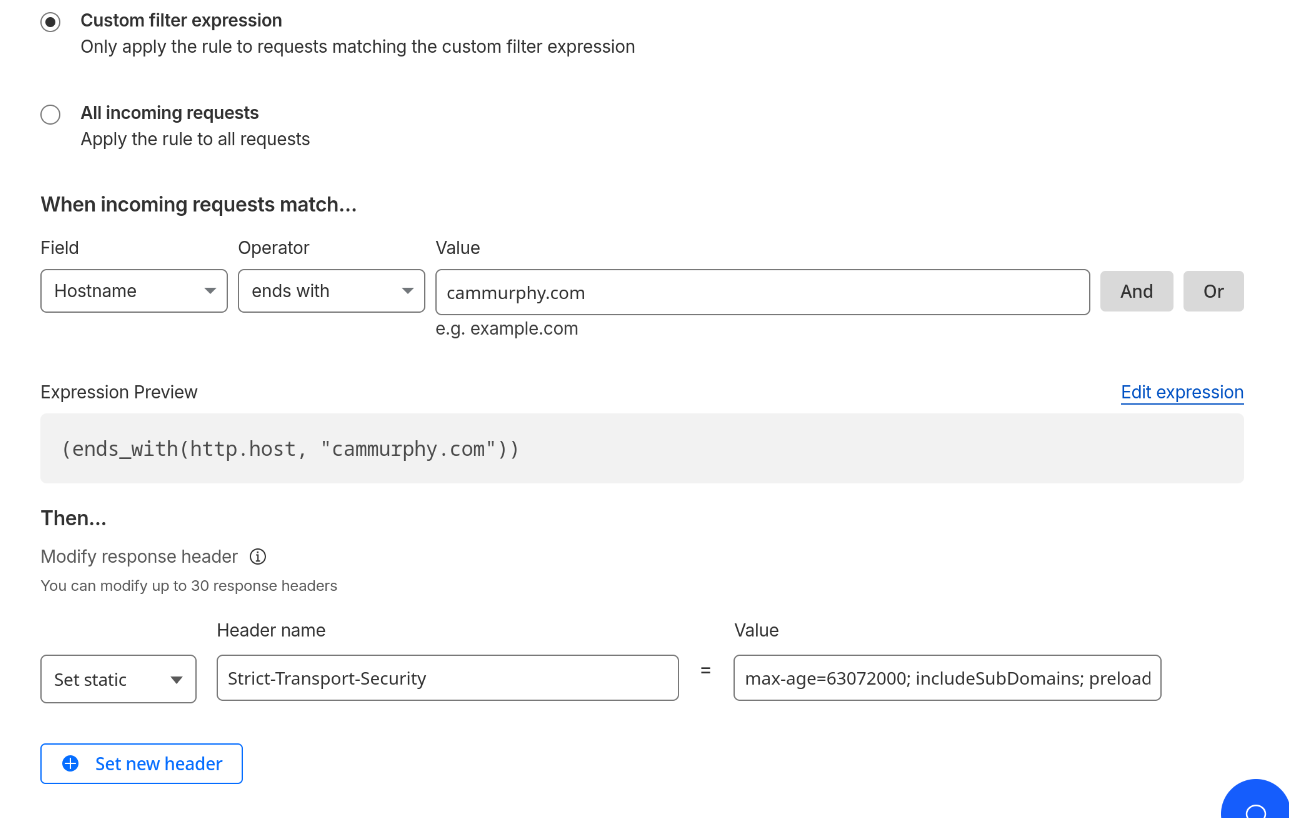 Custom filter expression
Only apply the rule to requests matching the custom filter expression
All incoming requests
Apply the rule to all requests
When incoming requests match...
Field Operator Value
Hostname ends with cammurphy.com And Or
e.g. example.com
Expression Preview Edit expression
(ends_with(http.host, "cammurphy.com"))
Then...
Modify response header
You can modify up to 30 response headers
Header name Value
Set static Strict-Transport-Security = max-age=63072000; includeSubDomains; preload
Set new header